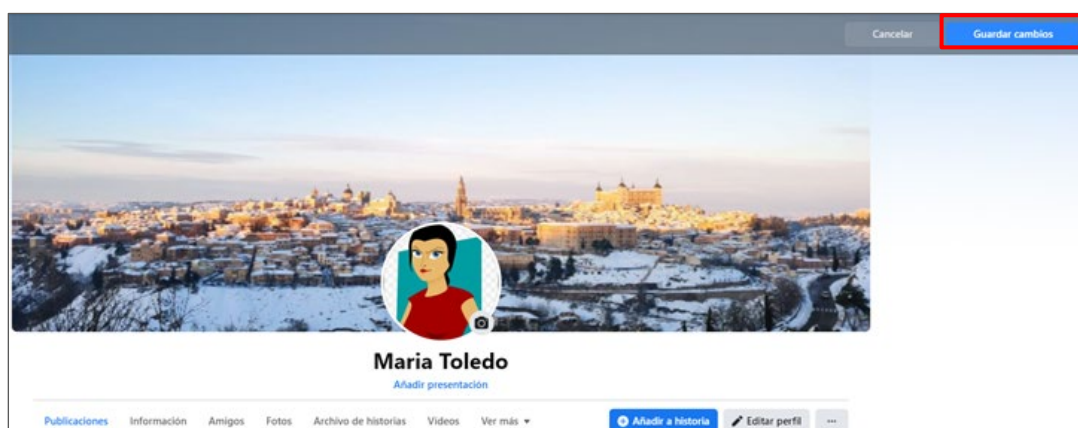 Cancelar Guardar cambios
Maria Toledo
Añadir presentación
Publicaciones Información Amigos Fotos Archivo de historias Vídeos Ver más Añadir a historia Editar perfil